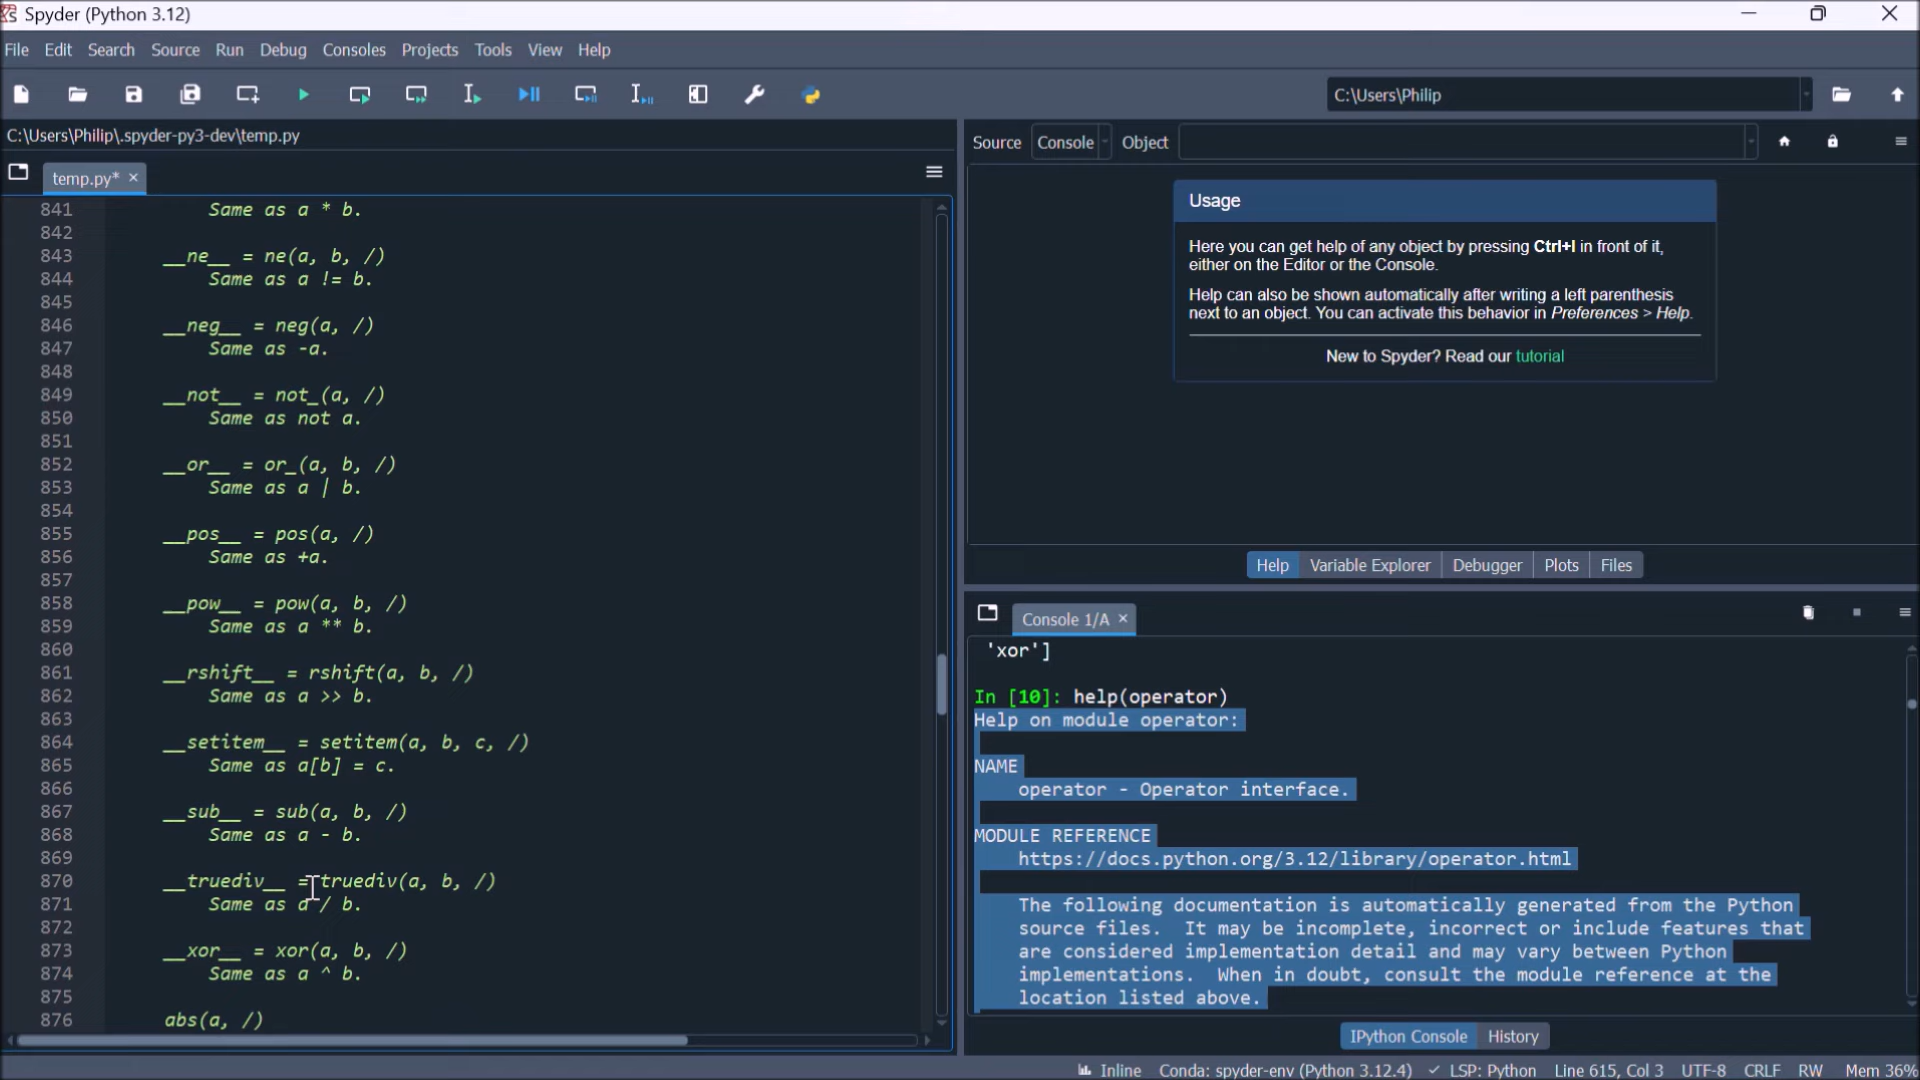 Spyder (Python 3.12)
File Edit Search Source Run Debug Consoles Projects Tools View Help
C:\Users\Philip
C:\Users\Philip\.spyder-py3-dev\temp.py
temp.py*
841 Same as a * b.
842
843 __ne__ = ne(a, b, /)
844 Same as a != b.
845
846 __neg__ = neg(a, /)
847 Same as -a.
848
849 __not__ = not_(a, /)
850 Same as not a.
851
852 __or__ = or_(a, b, /)
853 Same as a | b.
854
855 __pos__ = pos(a, /)
856 Same as +a.
857
858 __pow__ = pow(a, b, /)
859 Same as a ** b.
860
861 __rshift__ = rshift(a, b, /)
862 Same as a >> b.
863
864 __setitem__ = setitem(a, b, c, /)
865 Same as a[b] = c.
866
867 __sub__ = sub(a, b, /)
868 Same as a - b.
869
870 __truediv__ = truediv(a, b, /)
871 Same as a / b.
872
873 __xor__ = xor(a, b, /)
874 Same as a ^ b.
875
876 abs(a, /)
Source Console Object
Usage
Here you can get help of any object by pressing Ctrl+I in front of it,
either on the Editor or the Console.
Help can also be shown automatically after writing a left parenthesis
next to an object. You can activate this behavior in Preferences > Help.
New to Spyder? Read our tutorial
Help Variable Explorer Debugger Plots Files
Console 1/A
'xor']
In [10]: help(operator)
Help on module operator:
NAME
operator - Operator interface.
MODULE REFERENCE
https://docs.python.org/3.12/library/operator.html
The following documentation is automatically generated from the Python
source files.  It may be incomplete, incorrect or include features that
are considered implementation detail and may vary between Python
implementations.  When in doubt, consult the module reference at the
location listed above.
IPython Console History
Inline Conda: spyder-env (Python 3.12.4) LSP: Python Line 615, Col 3 UTF-8 CRLF RW Mem 36%